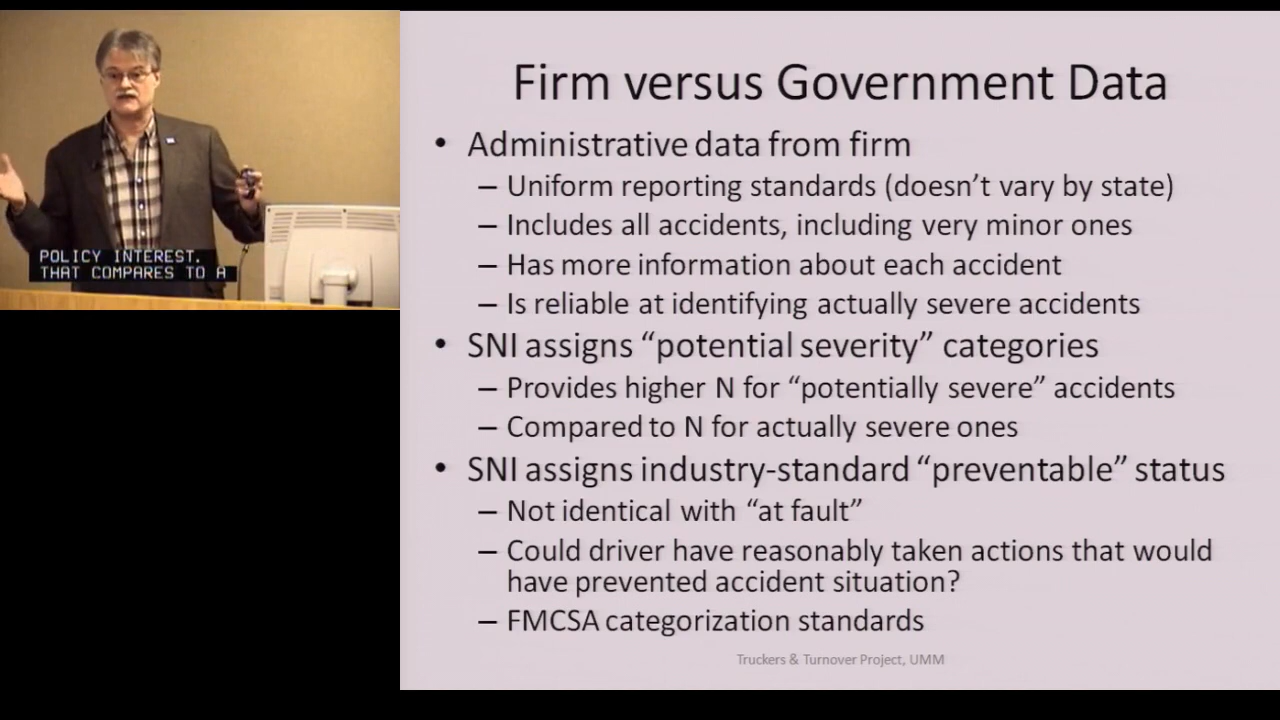 POLICY INTEREST.
THAT COMPARES TO A
Firm versus Government Data
• Administrative data from firm
– Uniform reporting standards (doesn't vary by state)
– Includes all accidents, including very minor ones
– Has more information about each accident
– Is reliable at identifying actually severe accidents
• SNI assigns “potential severity” categories
– Provides higher N for “potentially severe” accidents
– Compared to N for actually severe ones
• SNI assigns industry-standard “preventable” status
– Not identical with “at fault”
– Could driver have reasonably taken actions that would
have prevented accident situation?
– FMCSA categorization standards
Truckers & Turnover Project, UMM